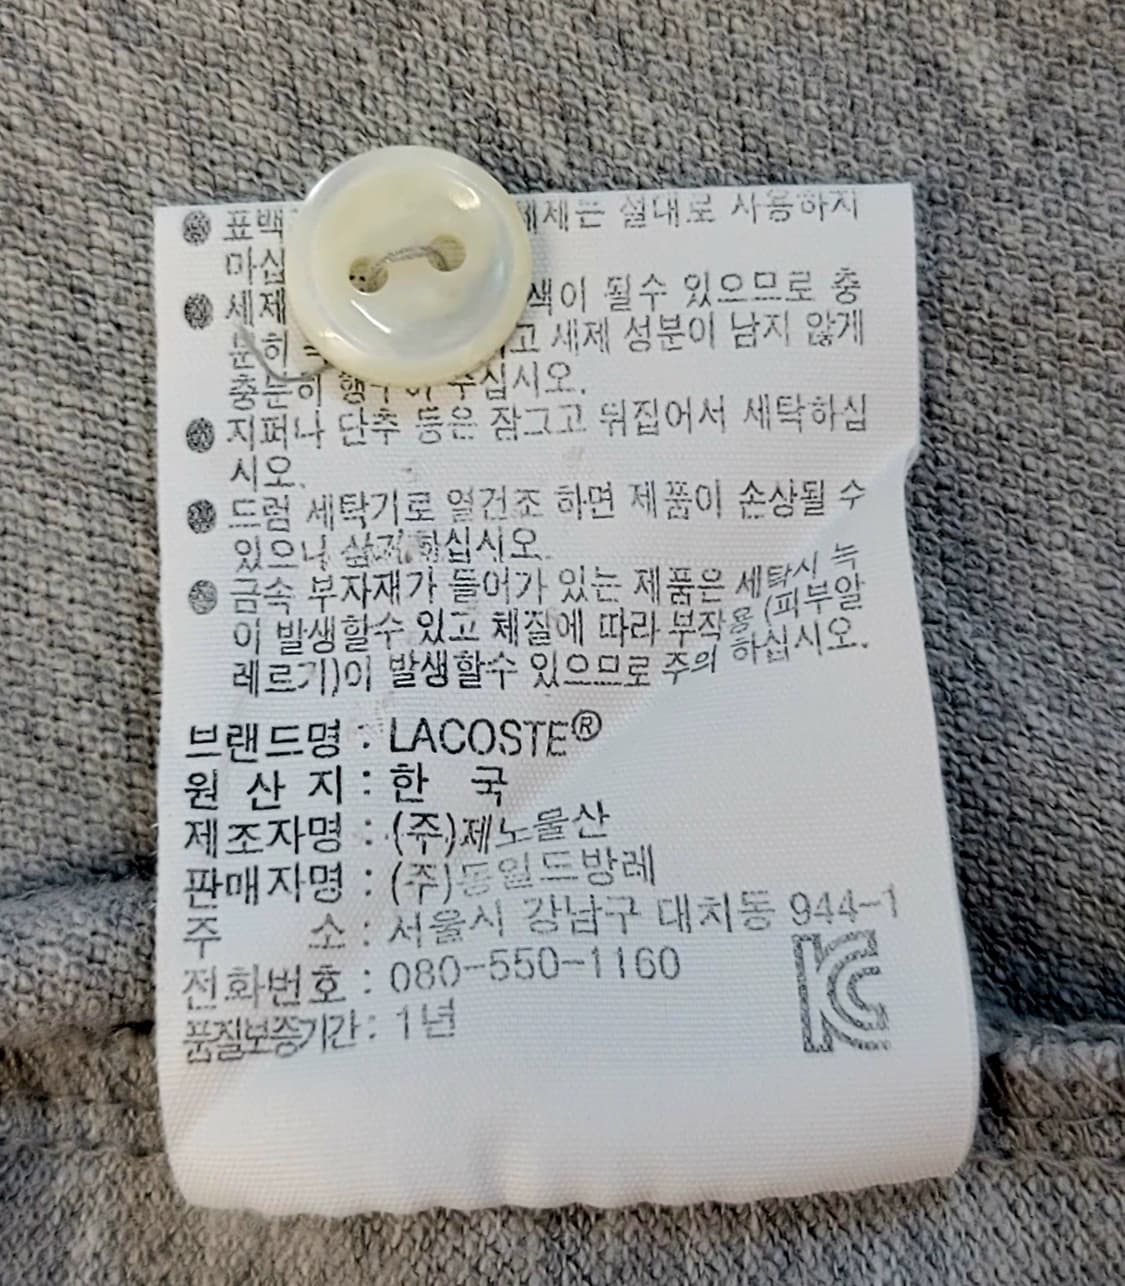 표백 세제는 절대로 사용하지
마십
세제 색이 될수 있으므로 충
분히 고 세제 성분이 남지 않게
충분히 행구어 주십시오.
지퍼나 단추 등은 잠그고 뒤집어서 세탁하십
시오.
드럼 세탁기로 열건조 하면 제품이 손상될 수
있으니 삼가하십시오.
금속 부자재가 들어가 있는 제품은 세탁시 녹
이 발생할수 있고 체질에 따라 부작용 (피부알
레르기)이 발생할수 있으므로 주의 하십시오.
브랜드명 : LACOSTE®
원 산 지 : 한 국
제조자명 : (주)제노물산
판매자명 : (주)동일드방레
주 소 : 서울시 강남구 대치동 944-1
전화번호 : 080-550-1160
품질보증기간 : 1년
KC